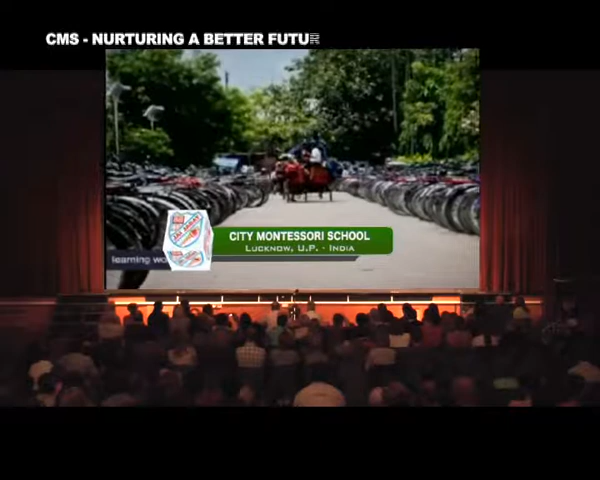 CMS - NURTURING A BETTER FUTU
CITY MONTESSORI SCHOOL
LUCKNOW, U.P. - INDIA
learning wo